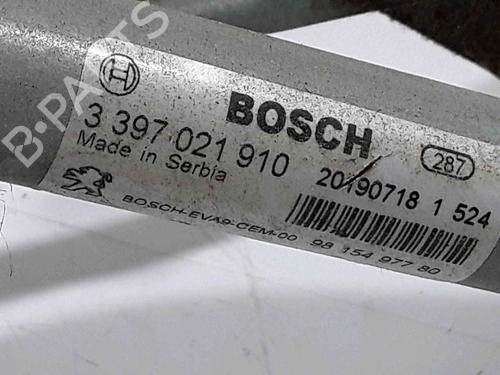 BOSCH
287
3 397 021 910
Made in Serbia
20190718 1 524
BOSCH-EVA9-CEM-00
98 154 977 80
B-PARTS